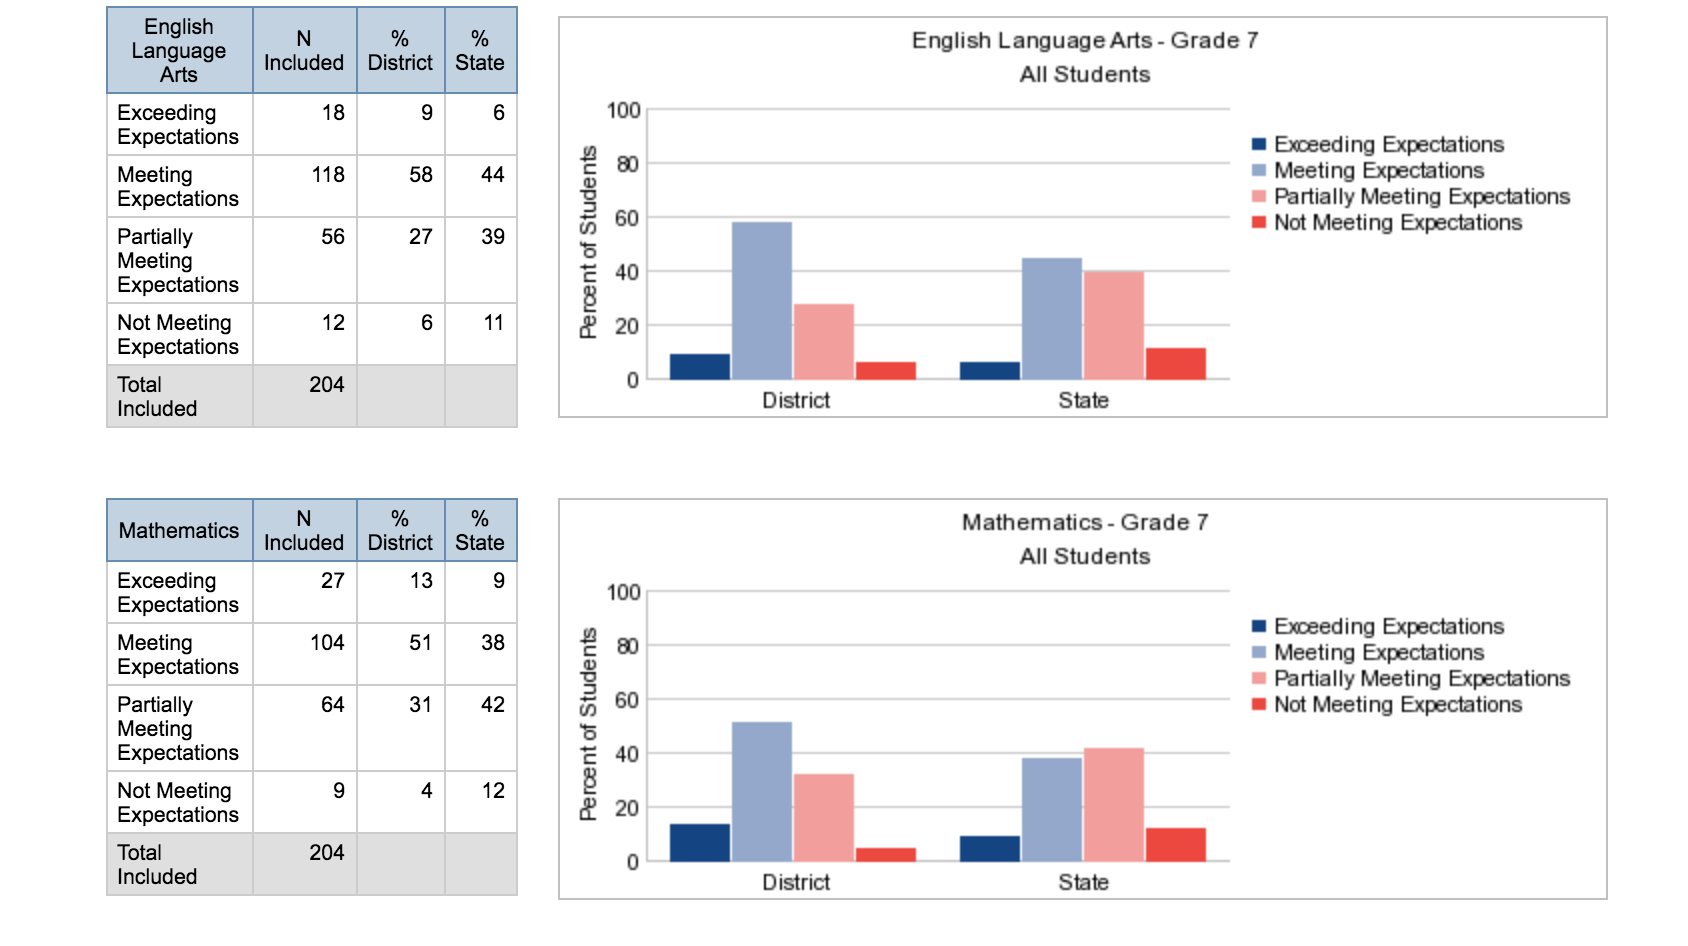 English
Language
Arts
N
Included
%
District
%
State
Exceeding
Expectations
18
9
6
Meeting
Expectations
118
58
44
Partially
Meeting
Expectations
56
27
39
Not Meeting
Expectations
12
6
11
Total
Included
204
English Language Arts - Grade 7
All Students
Percent of Students
100
80
60
40
20
0
District
State
Exceeding Expectations
Meeting Expectations
Partially Meeting Expectations
Not Meeting Expectations
Mathematics
N
Included
%
District
%
State
Exceeding
Expectations
27
13
9
Meeting
Expectations
104
51
38
Partially
Meeting
Expectations
64
31
42
Not Meeting
Expectations
9
4
12
Total
Included
204
Mathematics - Grade 7
All Students
Percent of Students
100
80
60
40
20
0
District
State
Exceeding Expectations
Meeting Expectations
Partially Meeting Expectations
Not Meeting Expectations